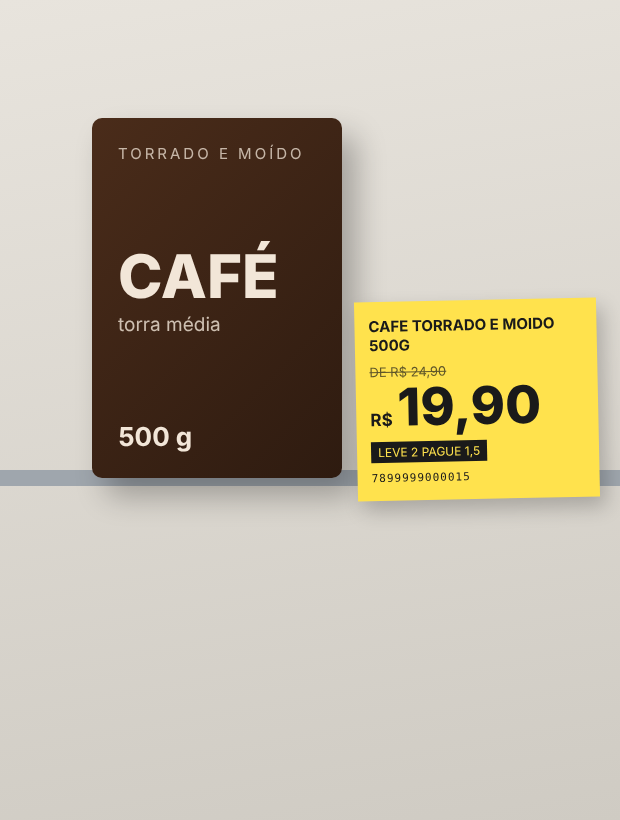 TORRADO E MOÍDO
CAFÉ
torra média
500 g
CAFE TORRADO E MOIDO
500G
DE R$ 24,90
R$ 19,90
LEVE 2 PAGUE 1,5
7899999000015